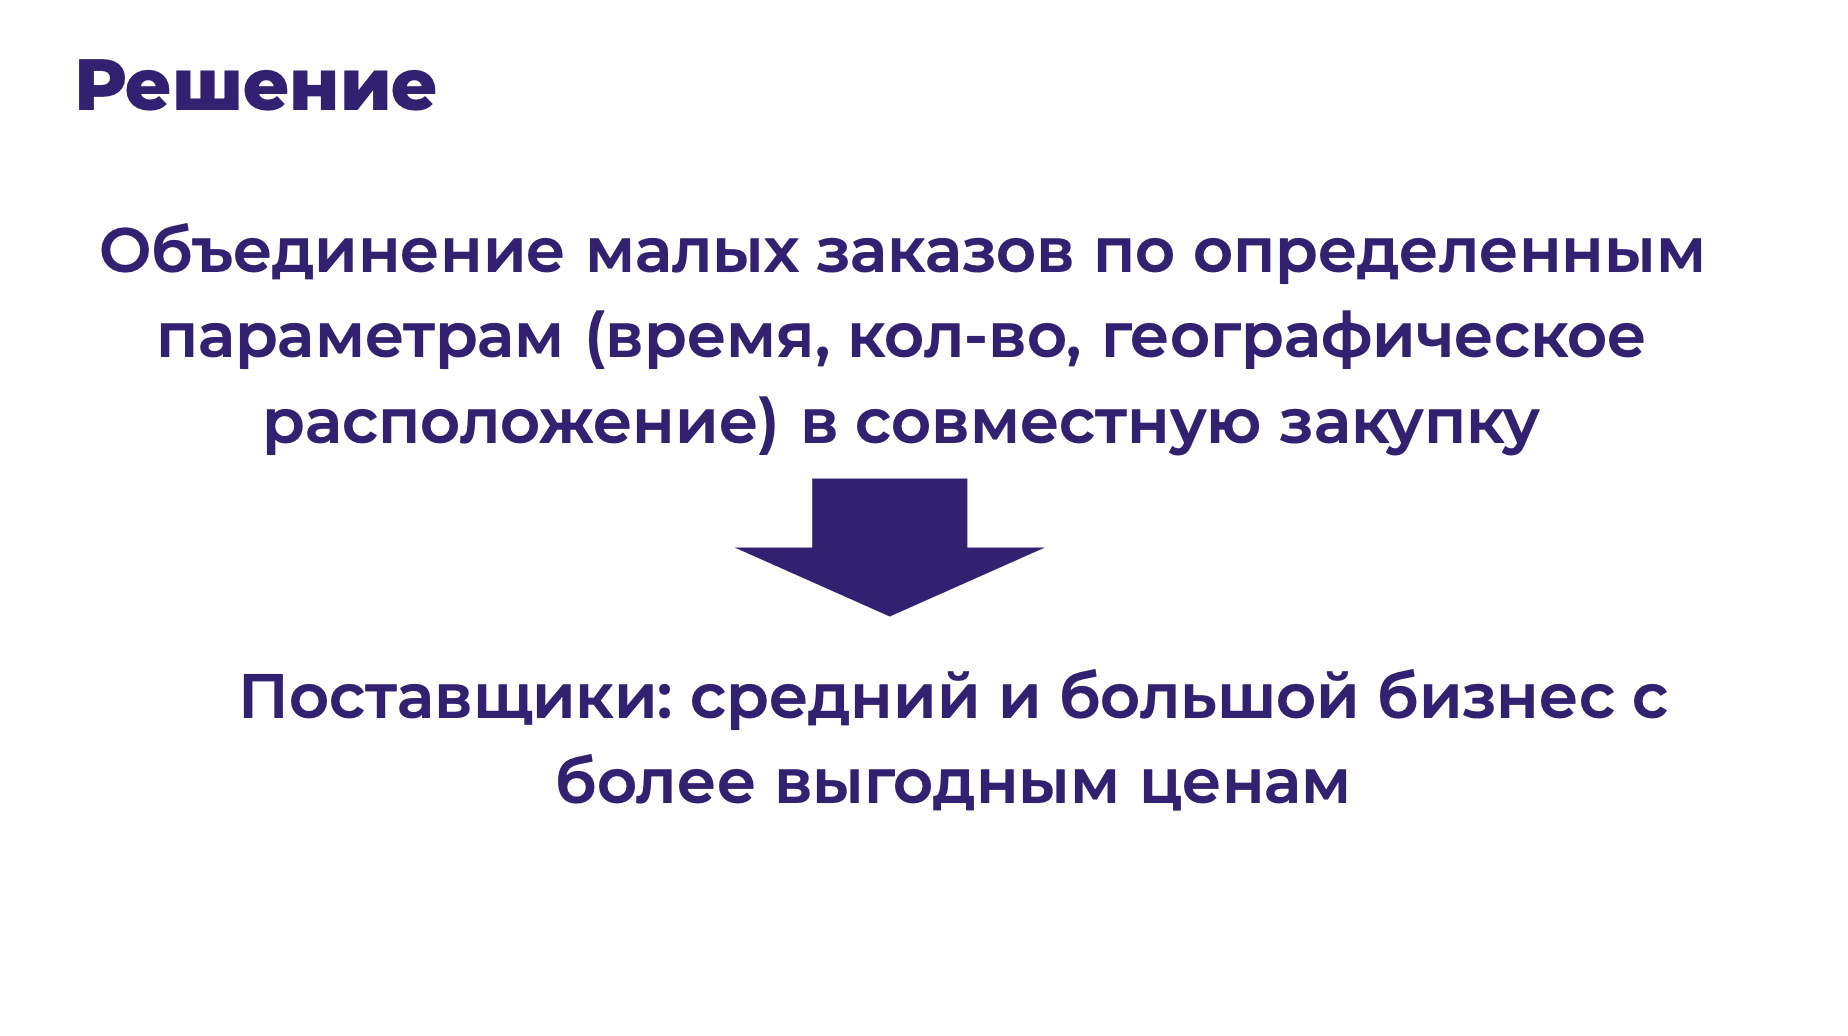 Решение
Объединение малых заказов по определенным
параметрам (время, кол-во, географическое
расположение) в совместную закупку
Поставщики: средний и большой бизнес с
более выгодным ценам